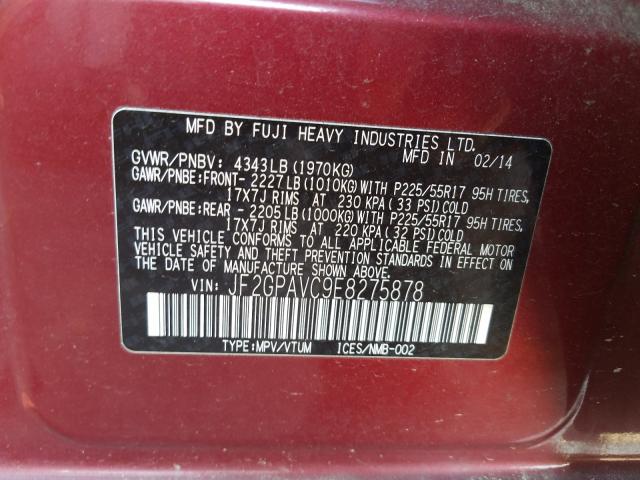 MFD BY FUJI HEAVY INDUSTRIES LTD.
GVWR/PNBV: 4343LB(1970KG) MFD IN 02/14
GAWR/PNBE:FRONT-2227LB(1010KG)WITH P225/55R17 95H TIRES,
17X7J RIMS AT 230 KPA(33 PSI)COLD
GAWR/PNBE:REAR -2205LB(1000KG)WITH P225/55R17 95H TIRES,
17X7J RIMS AT 220 KPA(32 PSI)COLD
THIS VEHICLE CONFORMS TO ALL APPLICABLE FEDERAL MOTOR
VEHICLE SAFETY AND THEFT PREVENTION STANDARDS IN EFFECT ON
THE DATE OF MANUFACTURE SHOWN ABOVE.
VIN: JF2GPAVC9E8275878
TYPE:MPV/VTUM ICES/NMB-002